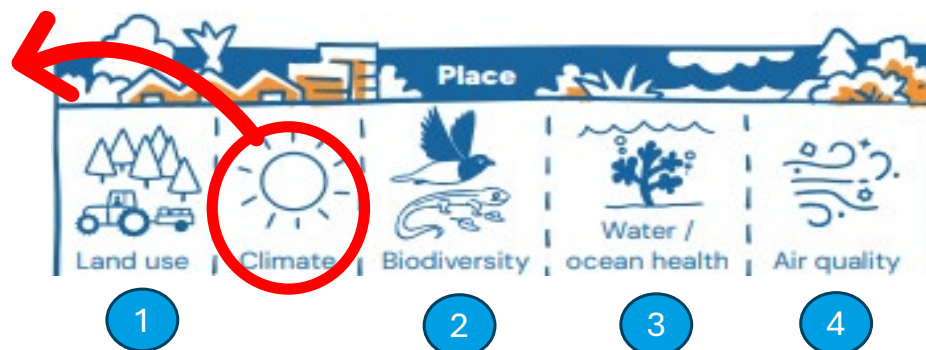 Place
Land use
Climate
Biodiversity
Water /
ocean health
Air quality
1
2
3
4